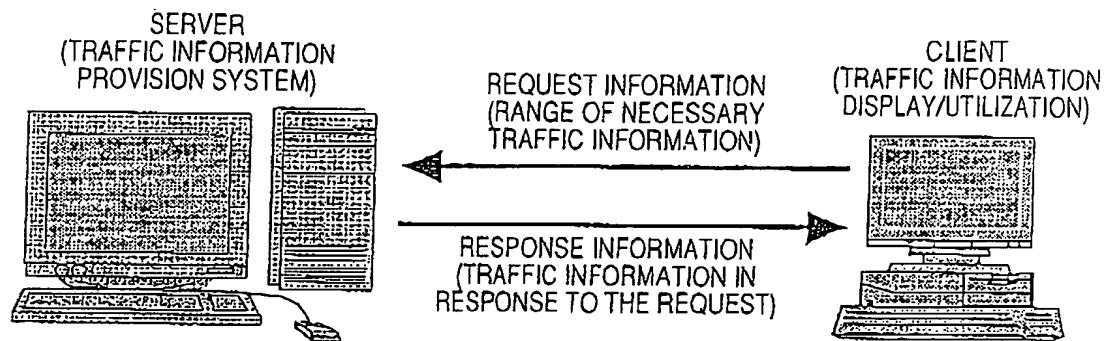 SERVER
(TRAFFIC INFORMATION
PROVISION SYSTEM)
REQUEST INFORMATION
(RANGE OF NECESSARY
TRAFFIC INFORMATION)
CLIENT
(TRAFFIC INFORMATION
DISPLAY/UTILIZATION)
RESPONSE INFORMATION
(TRAFFIC INFORMATION IN
RESPONSE TO THE REQUEST)